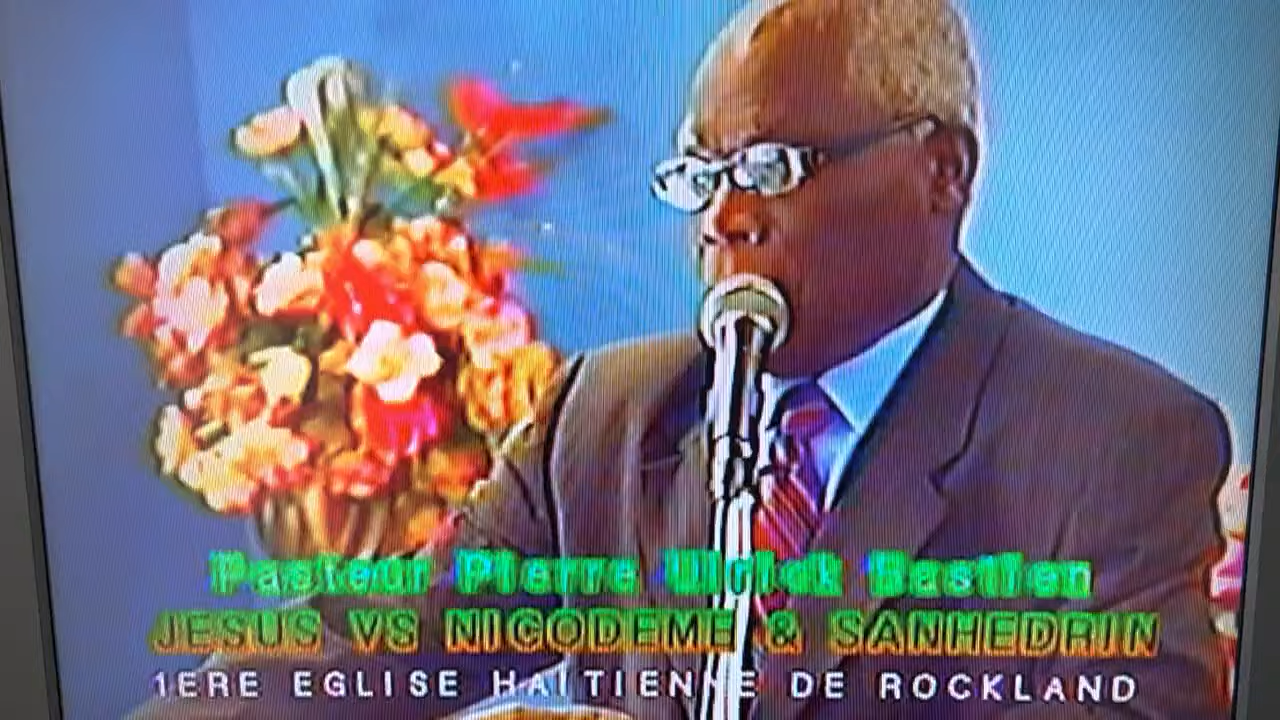 Pasteur Pierre Ulrick Bastien
JESUS VS NICODEME & SANHEDRIN
1ERE EGLISE HAITIENNE DE ROCKLAND